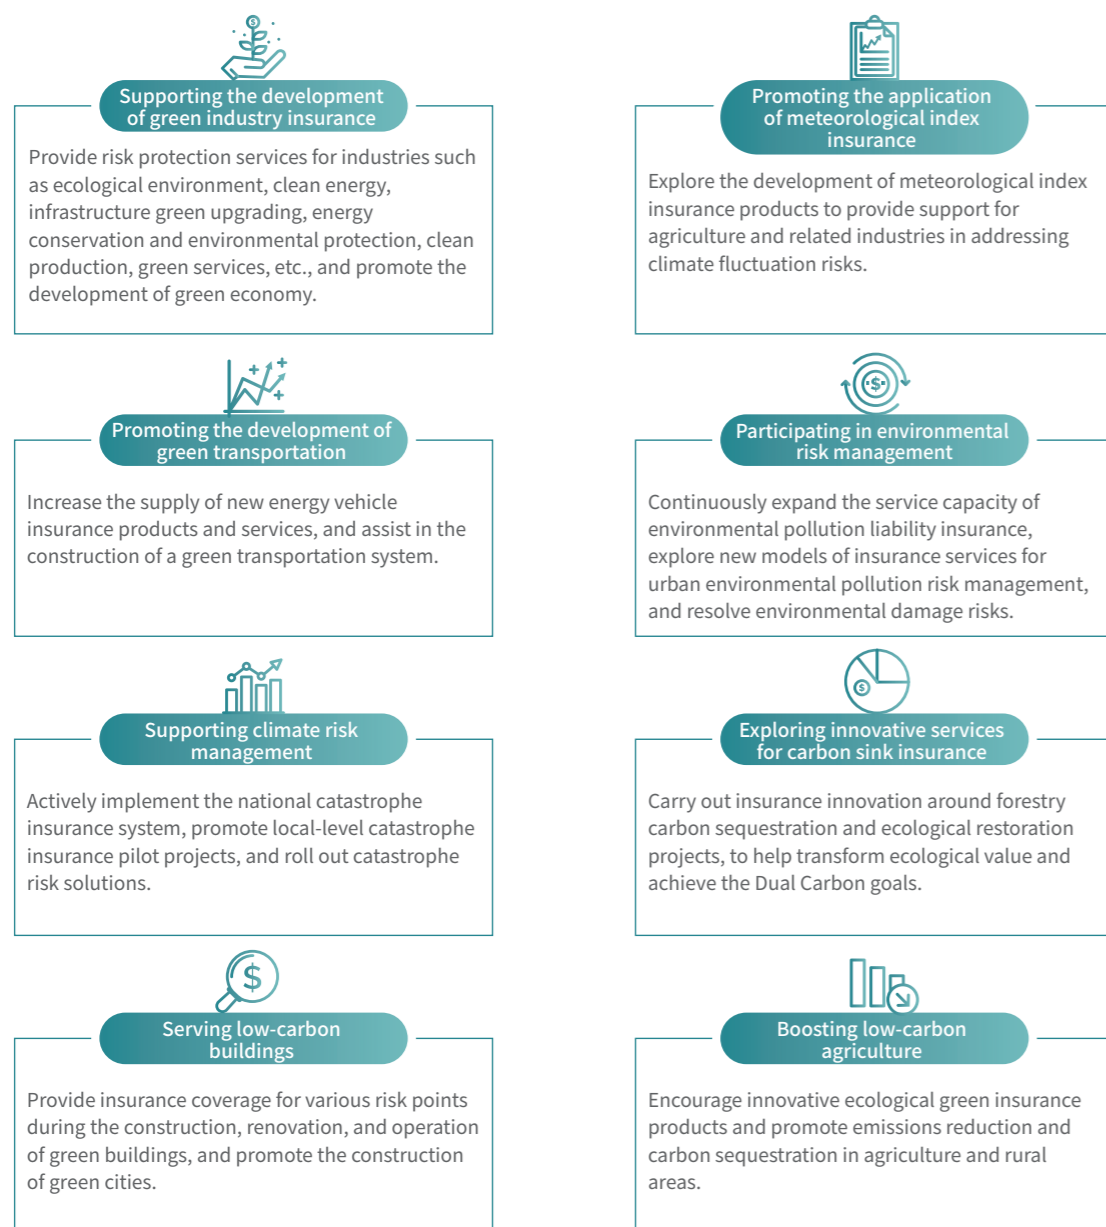 Supporting the development
of green industry insurance
Provide risk protection services for industries such
as ecological environment, clean energy,
infrastructure green upgrading, energy
conservation and environmental protection, clean
production, green services, etc., and promote the
development of green economy.
Promoting the application
of meteorological index
insurance
Explore the development of meteorological index
insurance products to provide support for
agriculture and related industries in addressing
climate fluctuation risks.
Promoting the development of
green transportation
Increase the supply of new energy vehicle
insurance products and services, and assist in the
construction of a green transportation system.
Participating in environmental
risk management
Continuously expand the service capacity of
environmental pollution liability insurance,
explore new models of insurance services for
urban environmental pollution risk management,
and resolve environmental damage risks.
Supporting climate risk
management
Actively implement the national catastrophe
insurance system, promote local-level catastrophe
insurance pilot projects, and roll out catastrophe
risk solutions.
Exploring innovative services
for carbon sink insurance
Carry out insurance innovation around forestry
carbon sequestration and ecological restoration
projects, to help transform ecological value and
achieve the Dual Carbon goals.
Serving low-carbon
buildings
Provide insurance coverage for various risk points
during the construction, renovation, and operation
of green buildings, and promote the construction
of green cities.
Boosting low-carbon
agriculture
Encourage innovative ecological green insurance
products and promote emissions reduction and
carbon sequestration in agriculture and rural
areas.